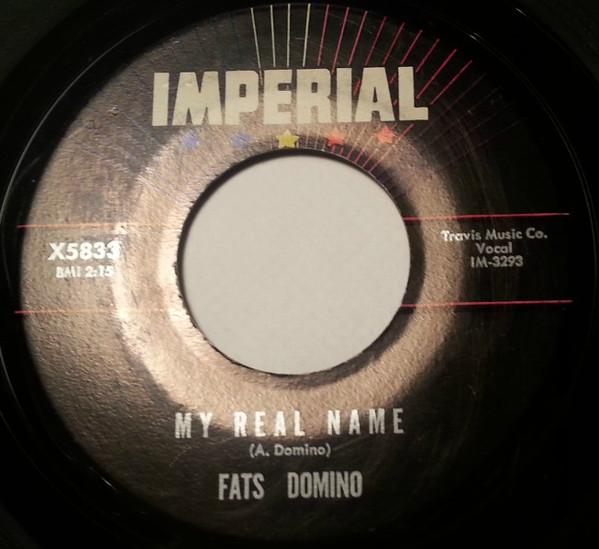 IMPERIAL
X5833
BMI 2:15
Travis Music Co.
Vocal
IM-3293
MY REAL NAME
(A. Domino)
FATS DOMINO